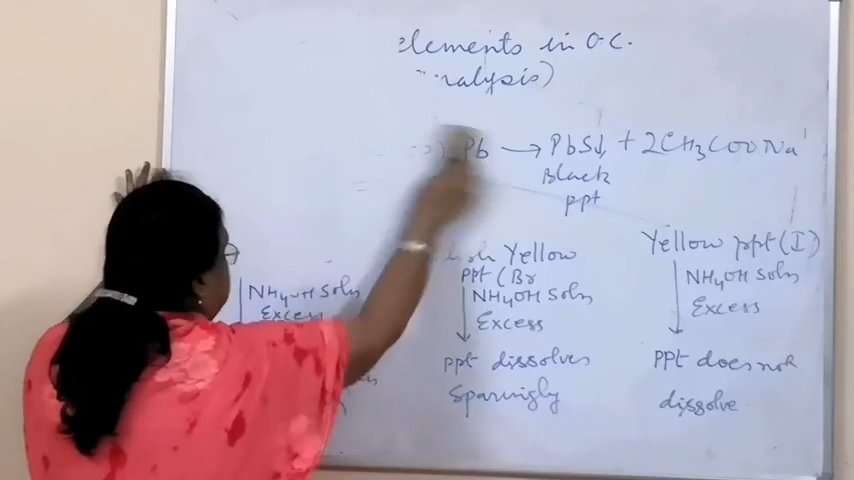 elements in O.C.
nalysis)
Pb → PbS↓ + 2CH3COONa
Black
ppt
Yellow
ppt (Br
NH4OH Soln
Excess
ppt dissolves
Sparingly
Yellow ppt (I)
NH4OH Soln
Excess
PPt does not
dissolve
NH4OH Soln
Excess